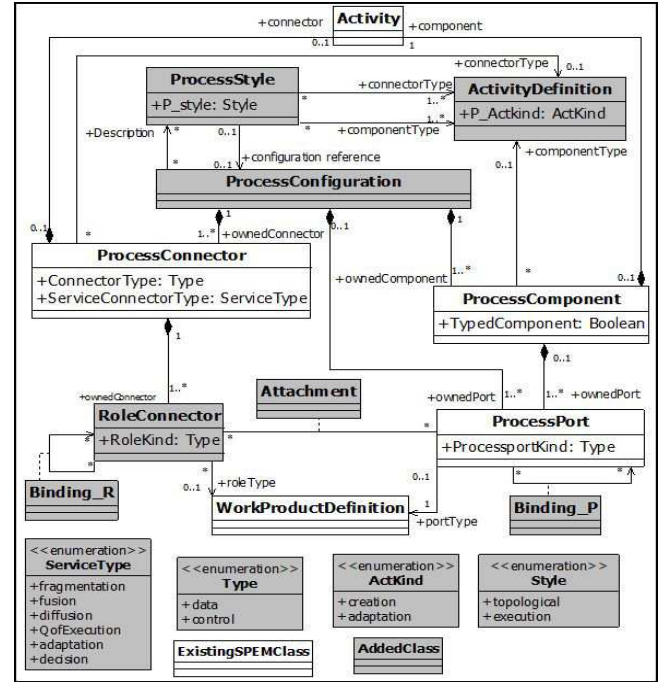 +connector
Activity
+component
0..1
1
+connectorType
0..1
ProcessStyle
+P_style: Style
+connectorType
*
1..*
*
1..*
+componentType
ActivityDefinition
+P_Actkind: ActKind
+Description
*
0..1
+configuration reference
*
0..1
+componentType
ProcessConfiguration
1
0..1
1
0..1
*
1..*
+ownedConnector
+ownedComponent
1..*
*
0..1
ProcessConnector
+ConnectorType: Type
+ServiceConnectorType: ServiceType
ProcessComponent
+TypedComponent: Boolean
1
0..1
1..*
+ownedConnector
Attachment
+ownedPort
1..*
1..*
+ownedPort
RoleConnector
+RoleKind: Type
*
*
ProcessPort
+ProcessportKind: Type
*
*
*
0..1
+roleType
0..1
1
+portType
*
*
Binding_R
WorkProductDefinition
Binding_P
<<enumeration>>
ServiceType
+fragmentation
+fusion
+diffusion
+QofExecution
+adaptation
+decision
<<enumeration>>
Type
+data
+control
<<enumeration>>
ActKind
+creation
+adaptation
<<enumeration>>
Style
+topological
+execution
ExistingSPEMClass
AddedClass